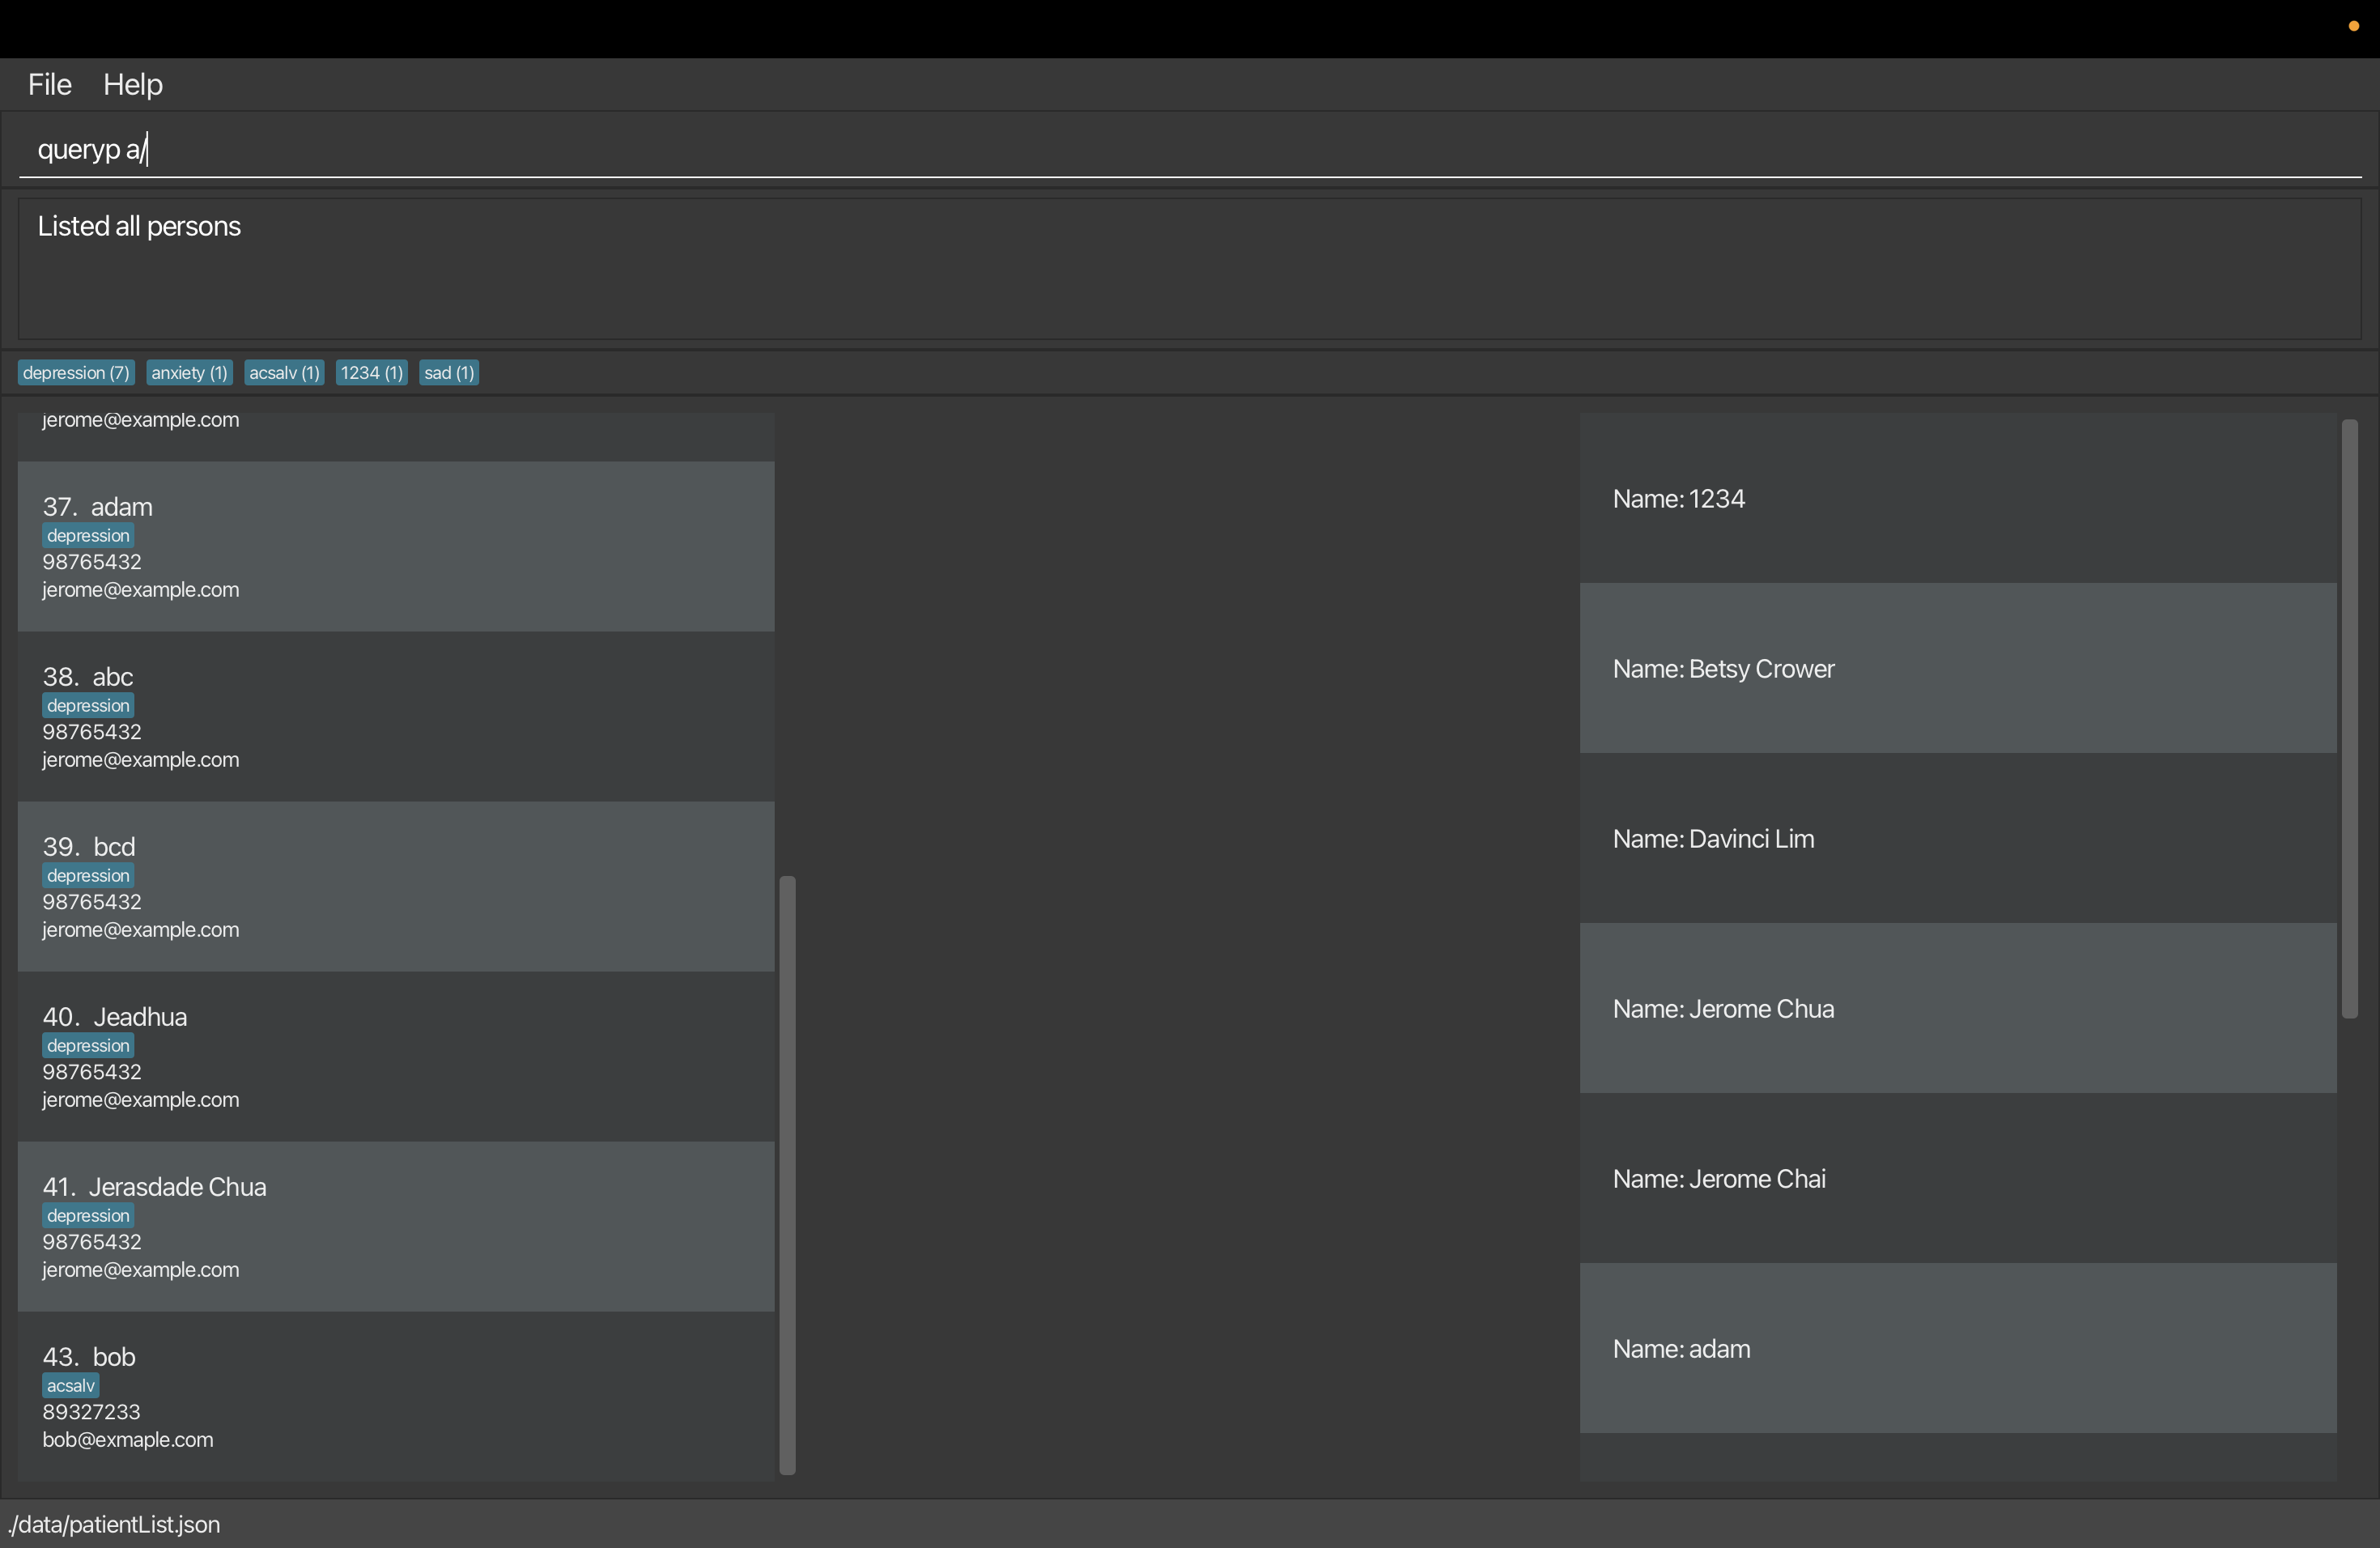 File Help
queryp a/
Listed all persons
depression (7) anxiety (1) acsalv (1) 1234 (1) sad (1)
jerome@example.com
37. adam
depression
98765432
jerome@example.com
38. abc
depression
98765432
jerome@example.com
39. bcd
depression
98765432
jerome@example.com
40. Jeadhua
depression
98765432
jerome@example.com
41. Jerasdade Chua
depression
98765432
jerome@example.com
43. bob
acsalv
89327233
bob@exmaple.com
Name: 1234
Name: Betsy Crower
Name: Davinci Lim
Name: Jerome Chua
Name: Jerome Chai
Name: adam
./data/patientList.json